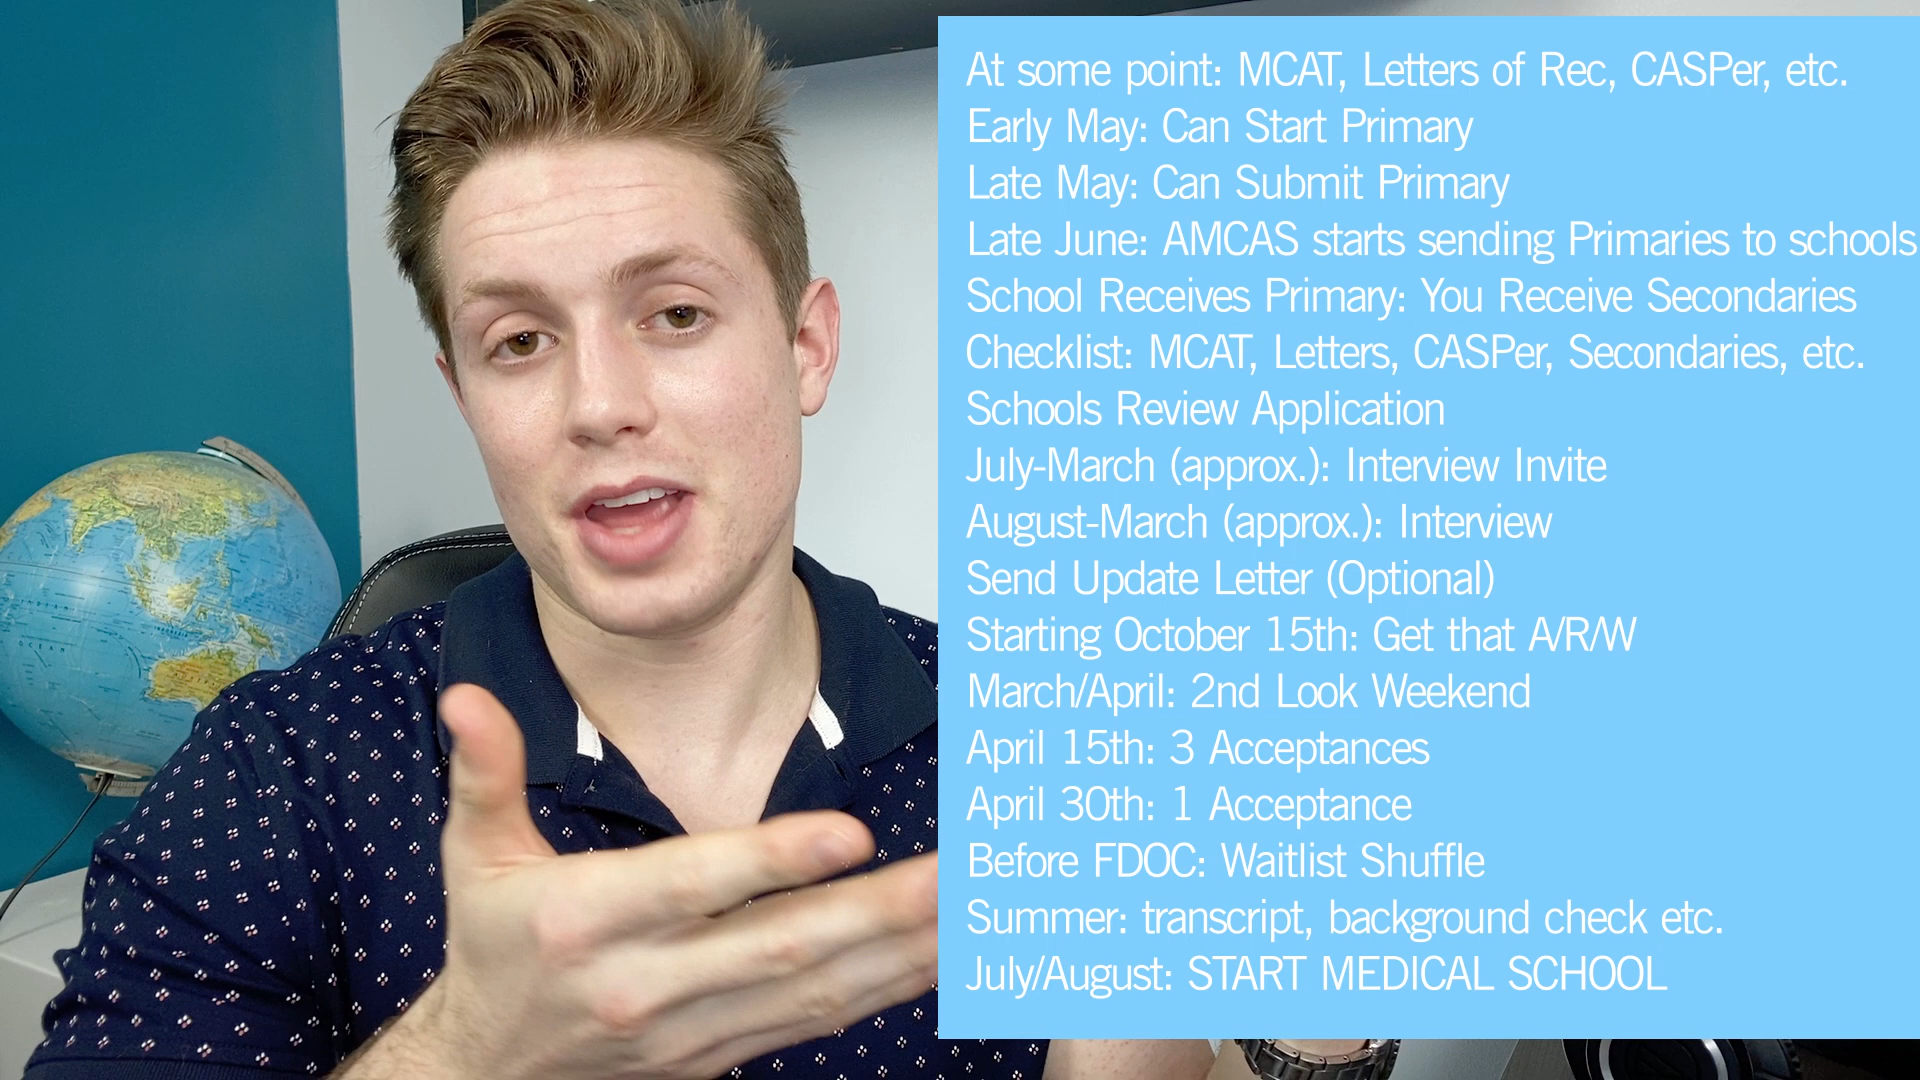 At some point: MCAT, Letters of Rec, CASPer, etc.
Early May: Can Start Primary
Late May: Can Submit Primary
Late June: AMCAS starts sending Primaries to schools
School Receives Primary: You Receive Secondaries
Checklist: MCAT, Letters, CASPer, Secondaries, etc.
Schools Review Application
July-March (approx.): Interview Invite
August-March (approx.): Interview
Send Update Letter (Optional)
Starting October 15th: Get that A/R/W
March/April: 2nd Look Weekend
April 15th: 3 Acceptances
April 30th: 1 Acceptance
Before FDOC: Waitlist Shuffle
Summer: transcript, background check etc.
July/August: START MEDICAL SCHOOL
OCEAN